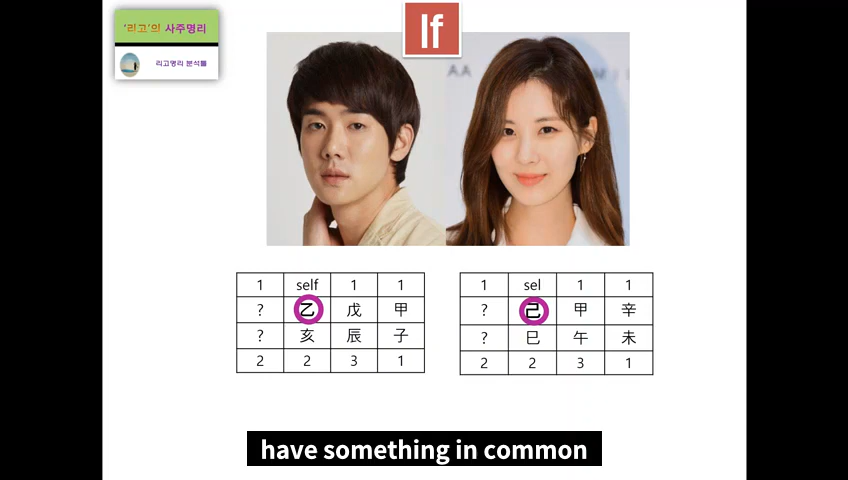 '리고'의 사주명리
리고명리 분석틀
If
AA
1 self 1 1
? 乙 戊 甲
? 亥 辰 子
2 2 3 1
1 sel 1 1
? 己 甲 辛
? 巳 午 未
2 2 3 1
have something in common